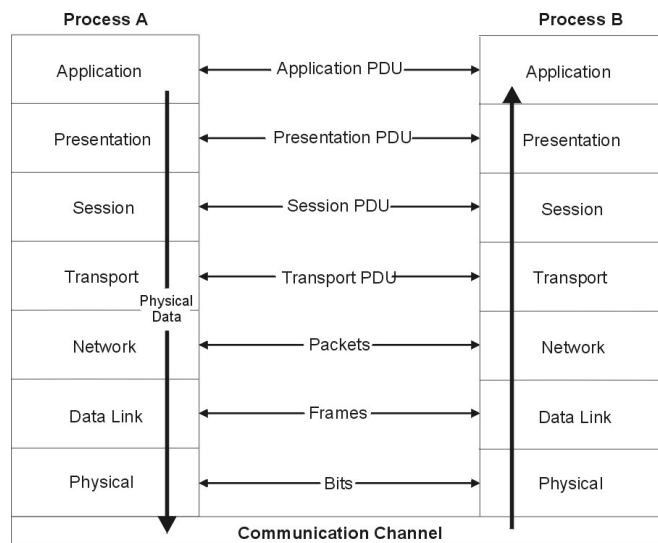 Process A
Process B
Application
Application PDU
Application
Presentation
Presentation PDU
Presentation
Session
Session PDU
Session
Transport
Transport PDU
Transport
Physical
Data
Network
Packets
Network
Data Link
Frames
Data Link
Physical
Bits
Physical
Communication Channel